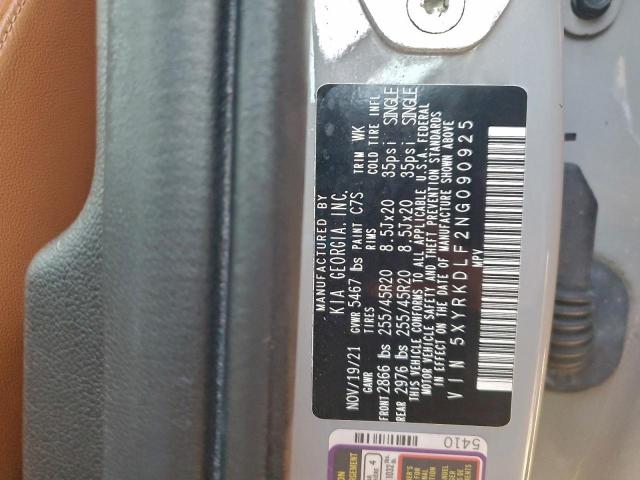 MANUFACTURED BY
KIA GEORGIA, INC.
NOV/19/21 GVWR 5467 lbs PAINT C7S TRIM WK
GAWR TIRES RIMS COLD TIRE INFL
FRONT 2866 lbs 255/45R20 8.5Jx20 35psi SINGLE
REAR 2976 lbs 255/45R20 8.5Jx20 35psi SINGLE
THIS VEHICLE CONFORMS TO ALL APPLICABLE U.S.A. FEDERAL
MOTOR VEHICLE SAFETY AND THEFT PREVENTION STANDARDS
IN EFFECT ON THE DATE OF MANUFACTURE SHOWN ABOVE.
VIN 5XYRKDLF2NG090925
MPV
5410